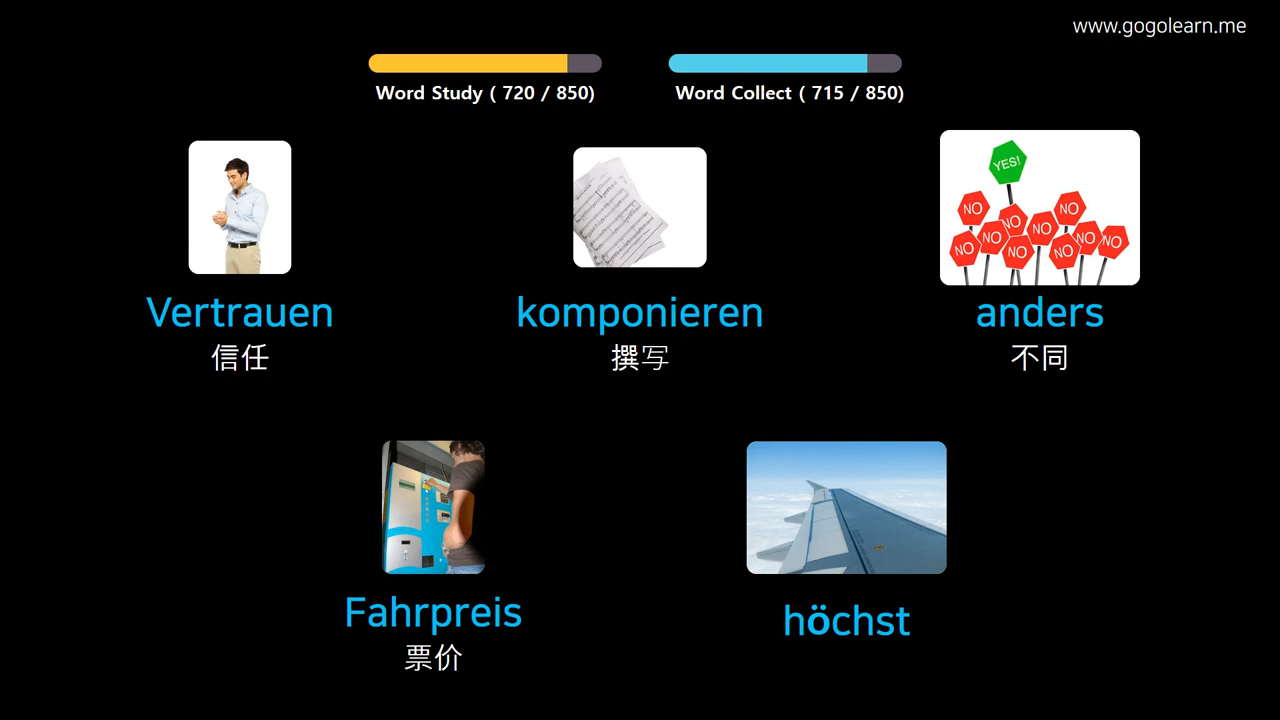 www.gogolearn.me
Word Study ( 720 / 850)
Word Collect ( 715 / 850)
YES!
NO
NO
NO
NO
NO
NO
NO
NO
NO
NO
Vertrauen
信任
komponieren
撰写
anders
不同
Fahrpreis
票价
höchst